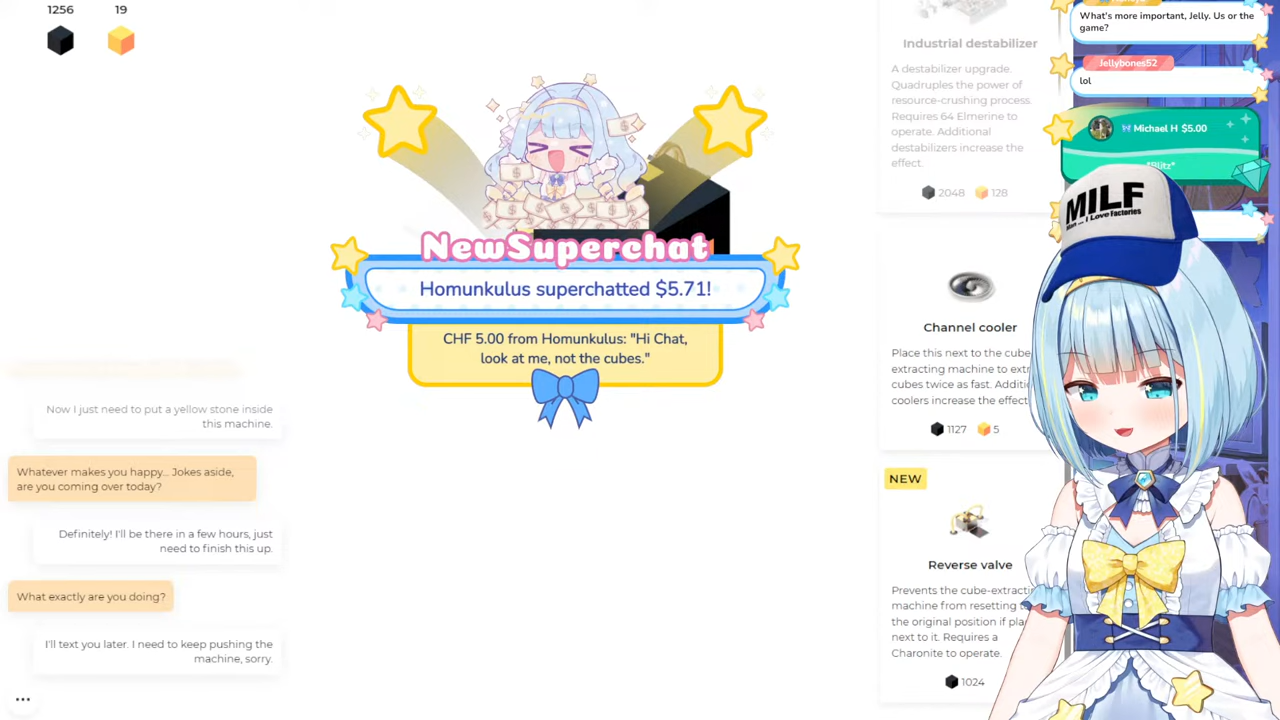 1256
19
Now I just need to put a yellow stone inside
this machine.
Whatever makes you happy... Jokes aside,
are you coming over today?
Definitely! I'll be there in a few hours, just
need to finish this up.
What exactly are you doing?
I'll text you later. I need to keep pushing the
machine, sorry.
...
NewSuperchat
Homunkulus superchatted $5.71!
CHF 5.00 from Homunkulus: "Hi Chat,
look at me, not the cubes."
Industrial destabilizer
A destabilizer upgrade.
Quadruples the power of
resource-crushing process.
Requires 64 Elmerine to
operate. Additional
destabilizers increase the
effect.
2048
128
Channel cooler
Place this next to the cube
extracting machine to
cubes twice as fast.
coolers increase the
1127
5
NEW
Reverse valve
Prevents the cube-extracting
machine from resetting
the original position if
next to it. Requires a
Charonite to operate.
1024
What's more important, Jelly. Us or the
game?
Jellybones52
lol
Michael H $5.00
*Blitz*
MILF
Man ... I Love Factories